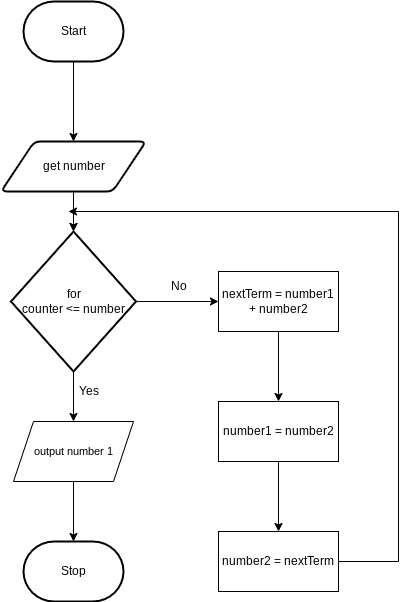 Start
get number
for
counter <= number
No
nextTerm = number1
+ number2
Yes
number1 = number2
output number 1
number2 = nextTerm
Stop